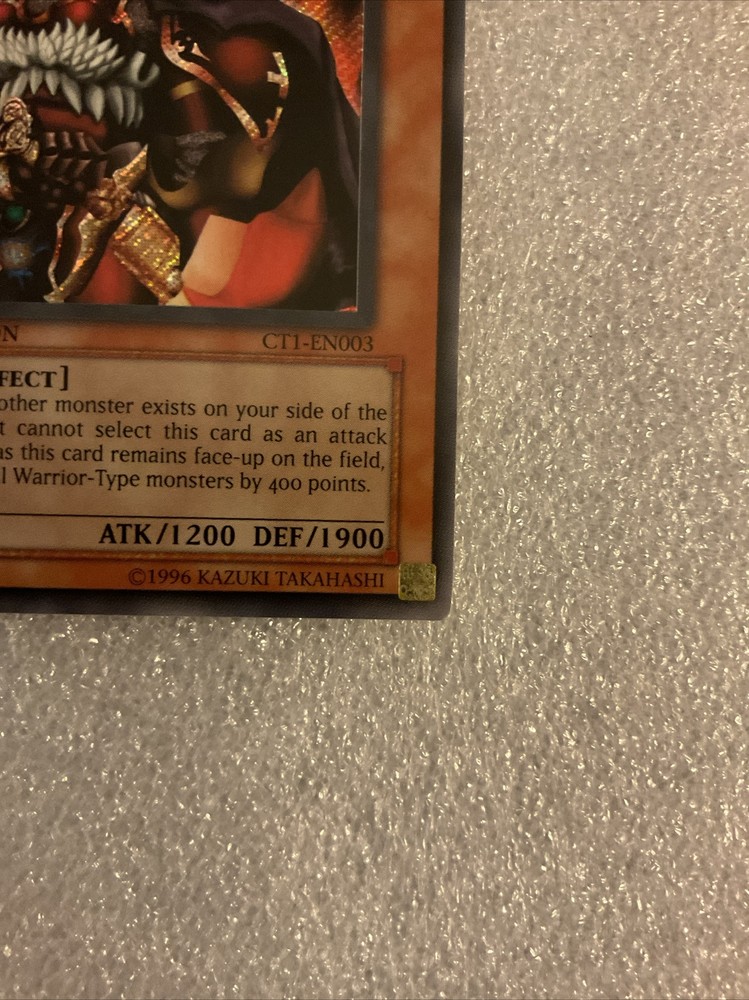 ON
CT1-EN003
FECT]
other monster exists on your side of the
t cannot select this card as an attack
as this card remains face-up on the field,
l Warrior-Type monsters by 400 points.
ATK/1200 DEF/1900
©1996 KAZUKI TAKAHASHI